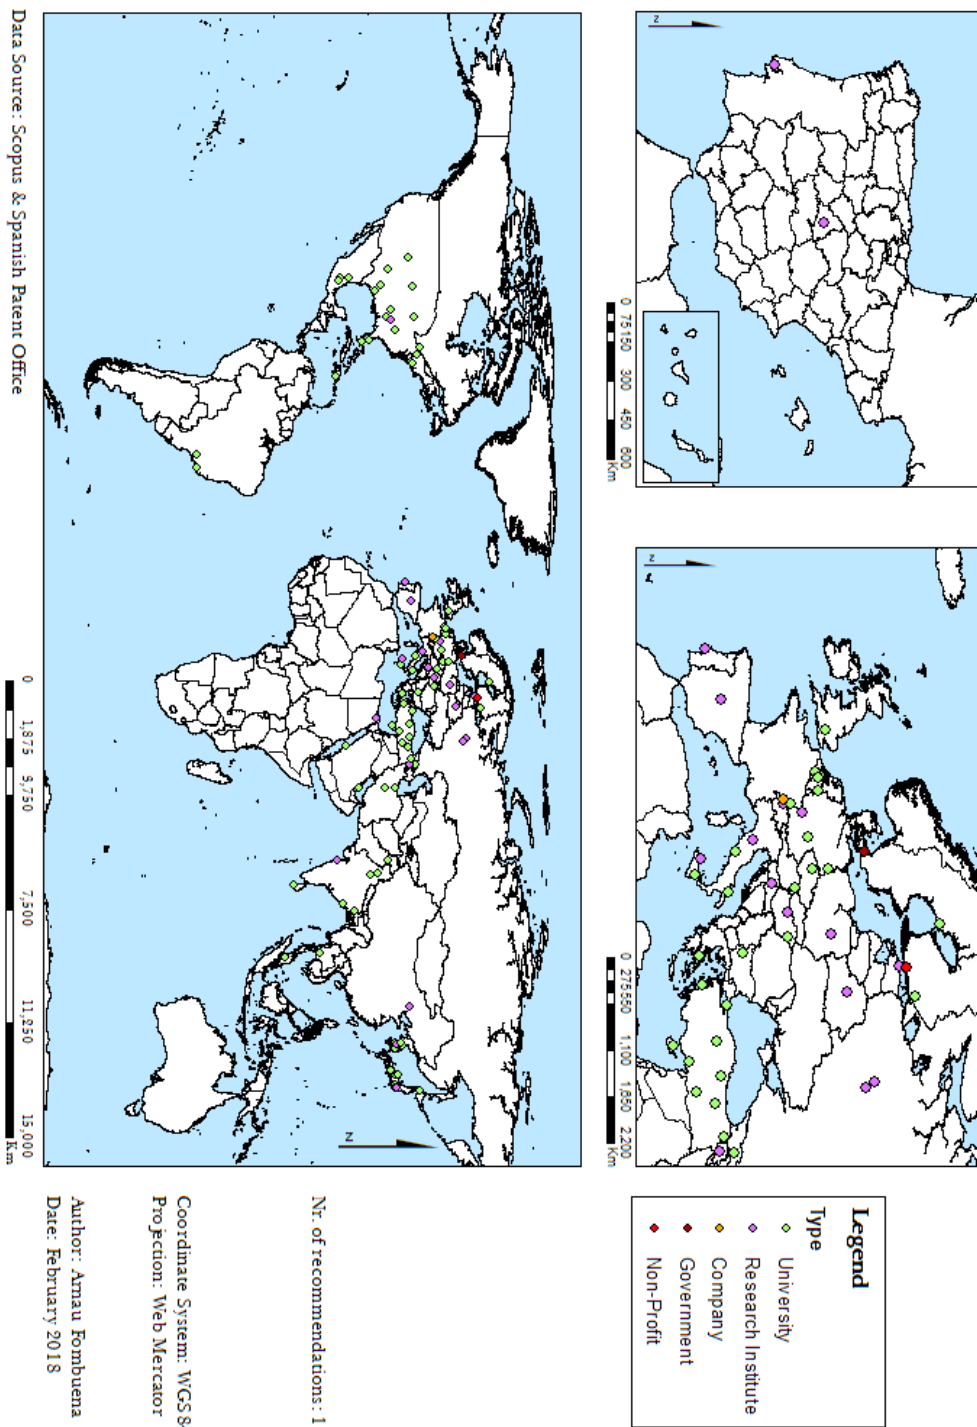 N
0 75 150 300 450 600
Km
N
0 275 550 1,100 1,650 2,200
Km
Legend
Type
University
Research Institute
Company
Government
Non-Profit
N
0 1,875 3,750 7,500 11,250 15,000
Km
Nr. of recommendations: 1
Coordinate System: WGS 8
Projection: Web Mercator
Author: Arnau Fombuena
Date: February 2018
Data Source: Scopus & Spanish Patent Office